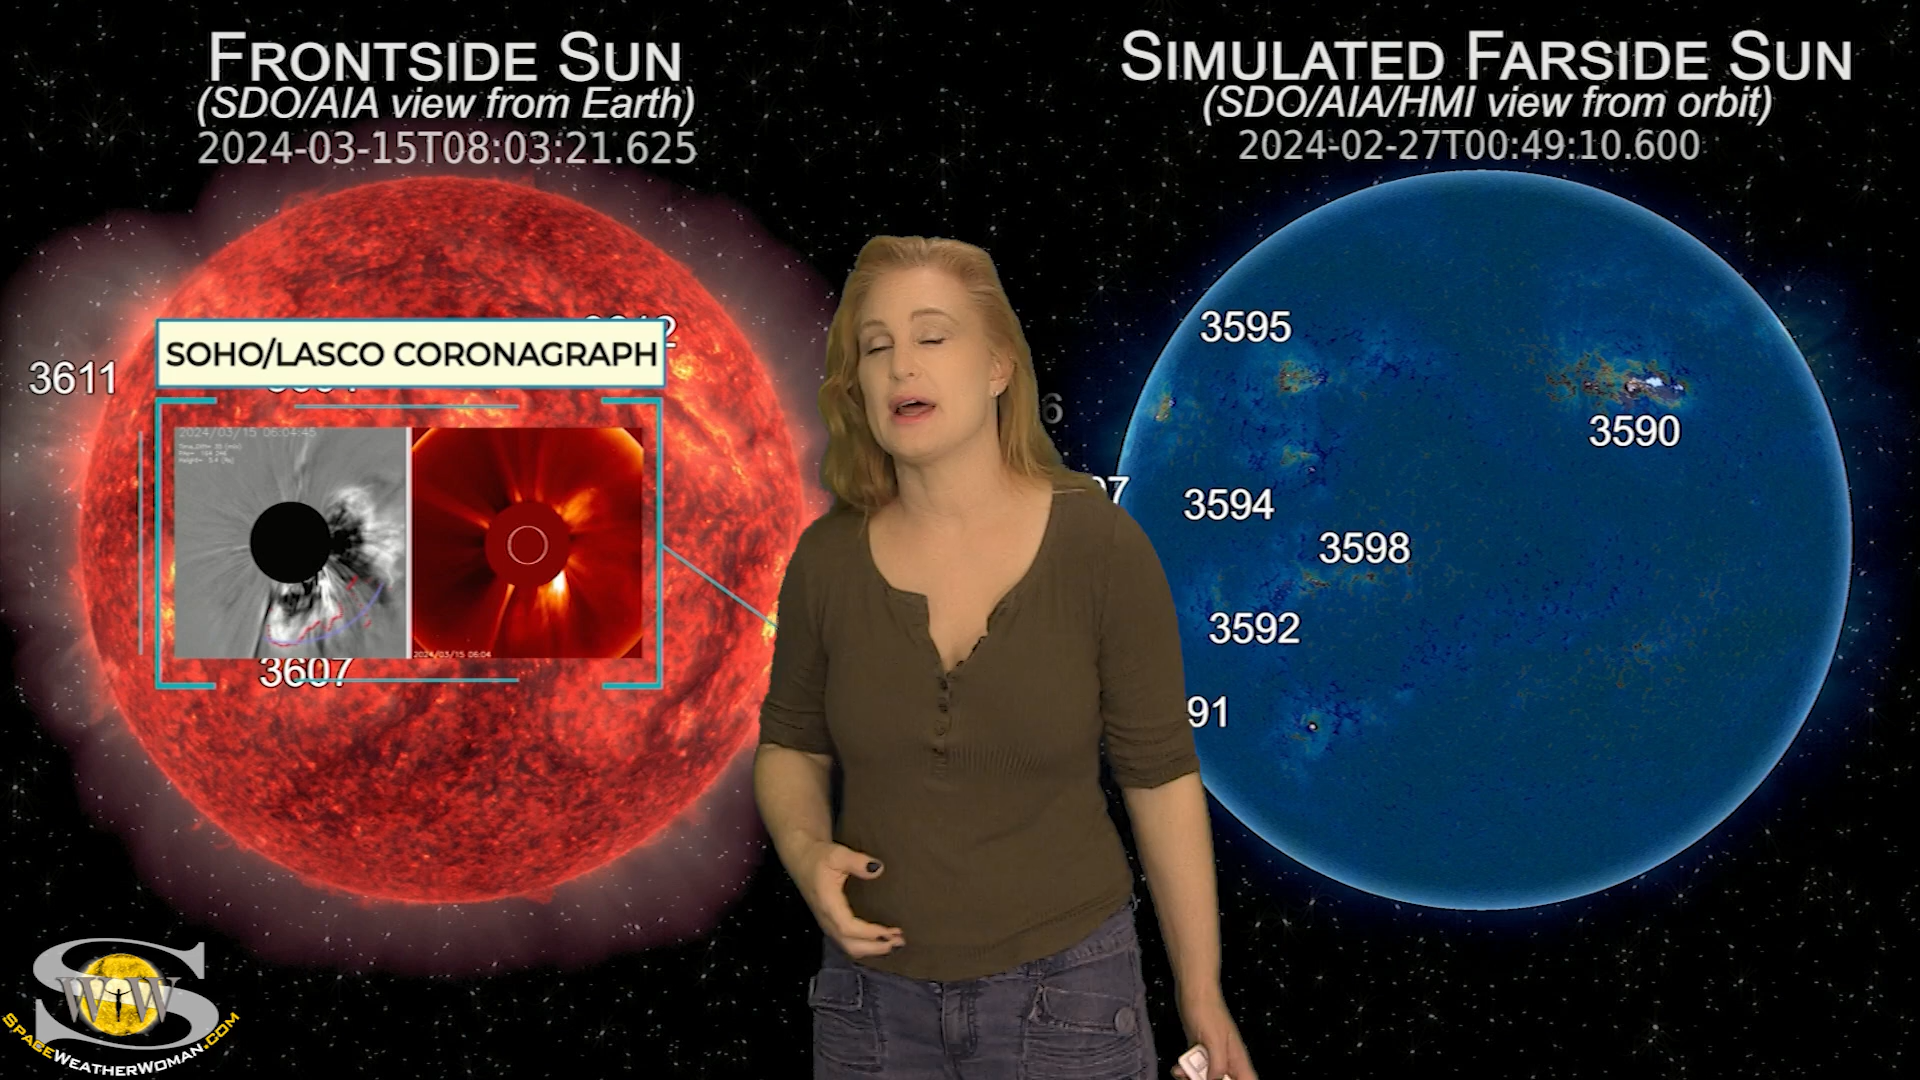 FRONTSIDE SUN
(SDO/AIA view from Earth)
2024-03-15T08:03:21.625
SIMULATED FARSIDE SUN
(SDO/AIA/HMI view from orbit)
2024-02-27T00:49:10.600
3611
SOHO/LASCO CORONAGRAPH
2024/03/15 06:04:45
2024/03/15 06:04
3607
3595
3590
3594
3598
3592
91
SWW
SPACEWEATHERWOMAN.COM